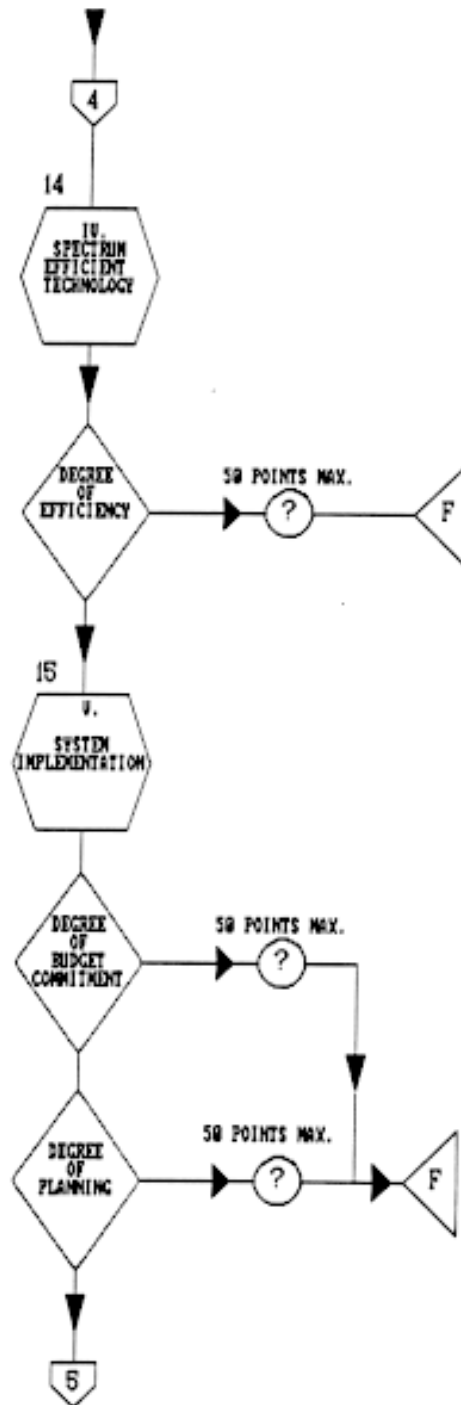 4
14
IV.
SPECTRUM
EFFICIENT
TECHNOLOGY
DEGREE
OF
EFFICIENCY
50 POINTS MAX.
?
F
15
V.
SYSTEM
IMPLEMENTATION
DEGREE
OF
BUDGET
COMMITMENT
50 POINTS MAX.
?
DEGREE
OF
PLANNING
50 POINTS MAX.
?
F
5